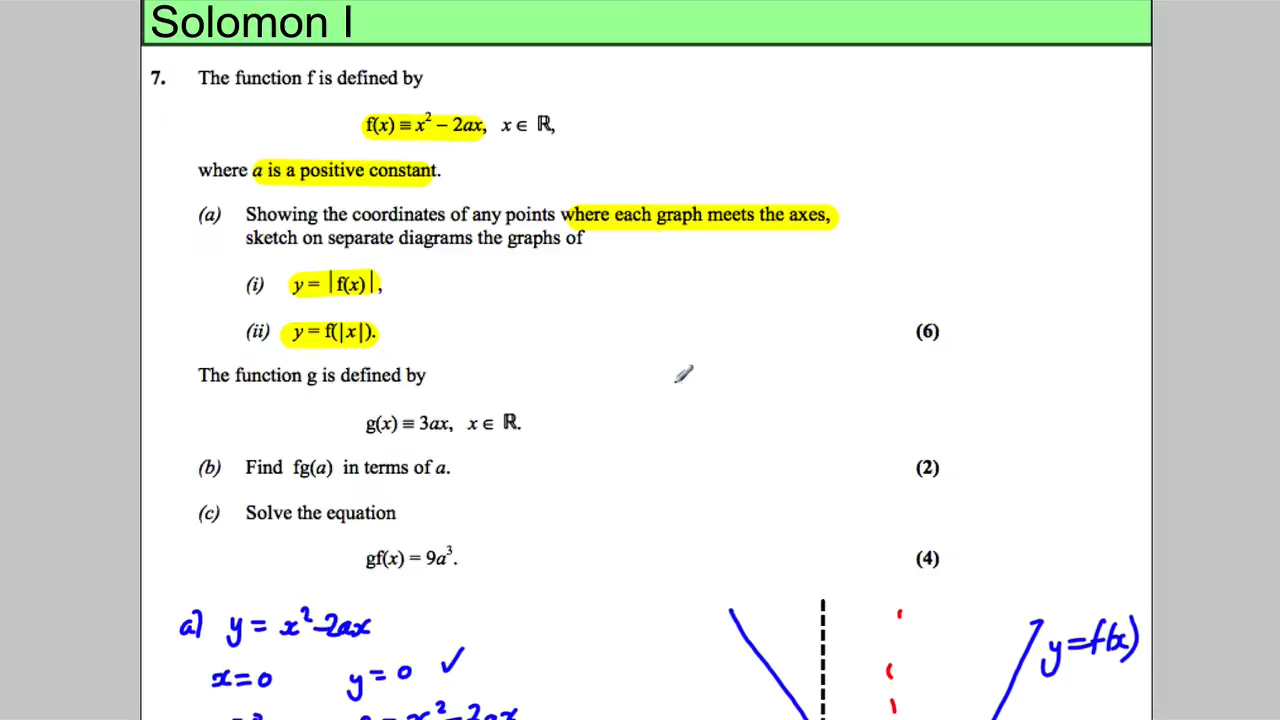 Solomon I
7. The function f is defined by
f(x) ≡ x² – 2ax, x ∈ ℝ,
where a is a positive constant.
(a) Showing the coordinates of any points where each graph meets the axes,
sketch on separate diagrams the graphs of
(i) y = |f(x)|,
(ii) y = f(|x|). (6)
The function g is defined by
g(x) ≡ 3ax, x ∈ ℝ.
(b) Find fg(a) in terms of a. (2)
(c) Solve the equation
gf(x) = 9a³. (4)
a) y = x² – 2ax
y = f(x)
x = 0 y = 0 ✓
= x² – 2ax